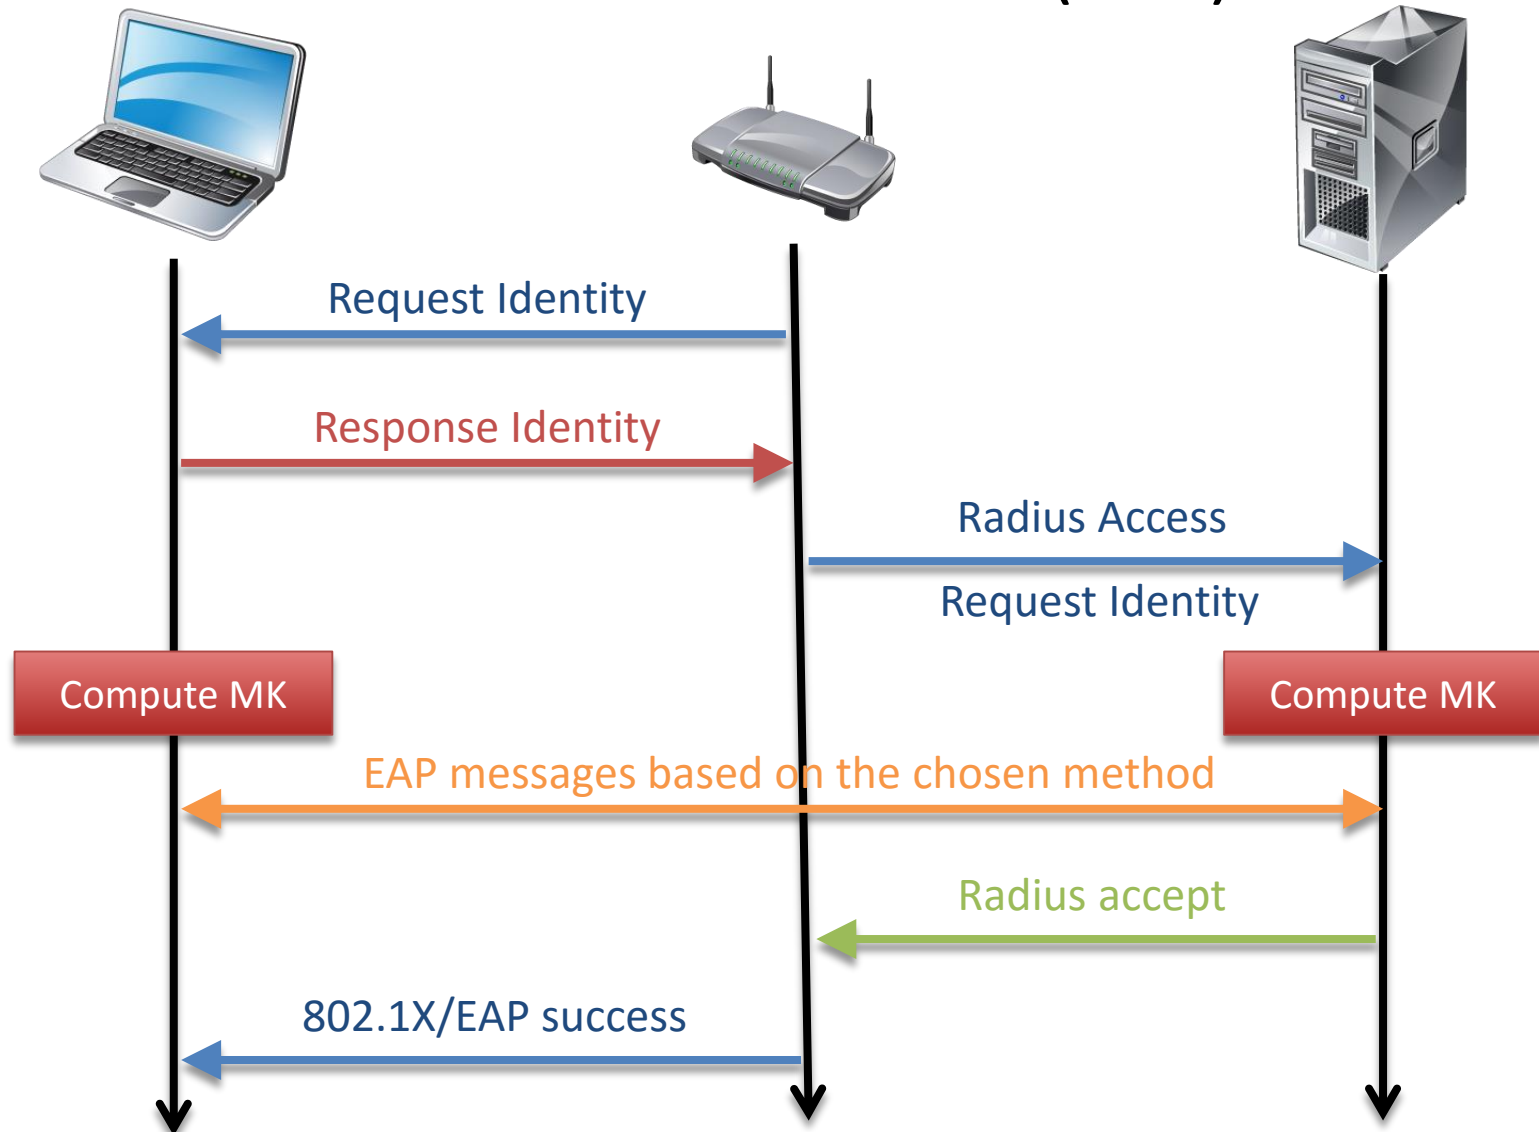 Request Identity
Response Identity
Radius Access
Request Identity
Compute MK
Compute MK
EAP messages based on the chosen method
Radius accept
802.1X/EAP success